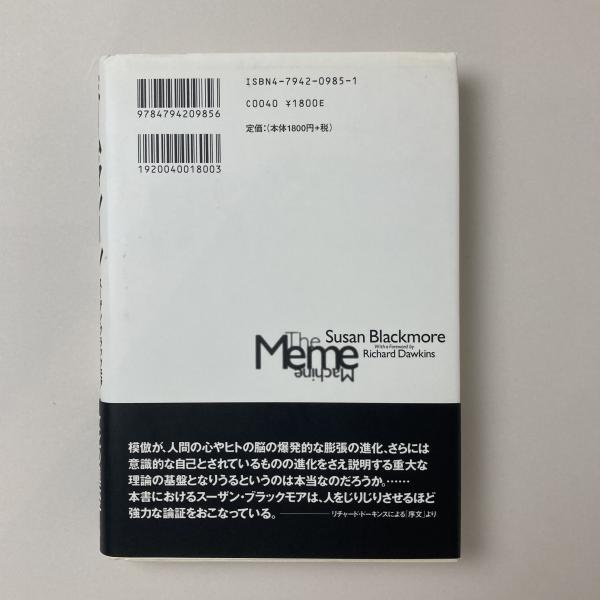 ISBN4-7942-0985-1
C0040 ¥1800E
定価:(本体1800円+税)
9784794209856
1920040018003
Susan Blackmore
With a Foreword by
Richard Dawkins
The
Meme
Machine
模倣が、人間の心やヒトの脳の爆発的な膨張の進化、さらには
意識的な自己とされているものの進化をさえ説明する重大な
理論の基盤となりうるというのは本当なのだろうか。……
本書におけるスーザン・ブラックモアは、人をじりじりさせるほど
強力な論証をおこなっている。 ———リチャード・ドーキンスによる「序文」より